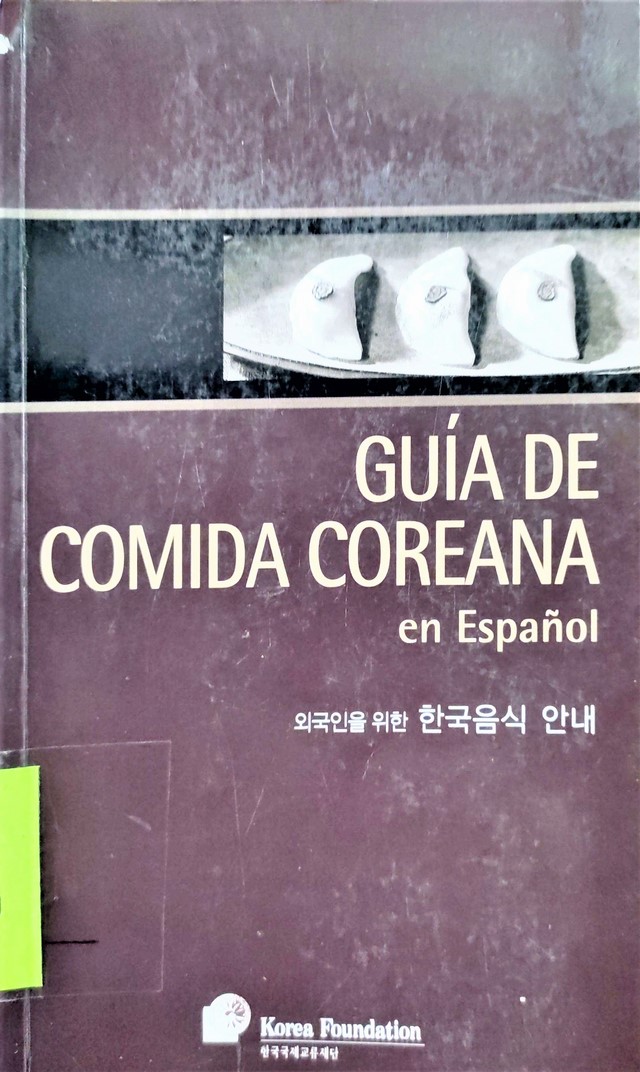 GUÍA DE
COMIDA COREANA
en Español
외국인을 위한 한국음식 안내
Korea Foundation
한국국제교류재단